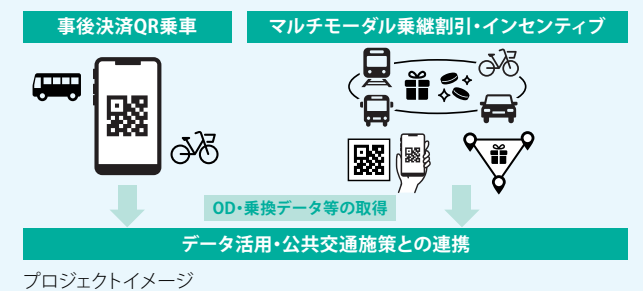 事後決済QR乗車
マルチモーダル乗継割引・インセンティブ
OD・乗換データ等の取得
データ活用・公共交通施策との連携
プロジェクトイメージ